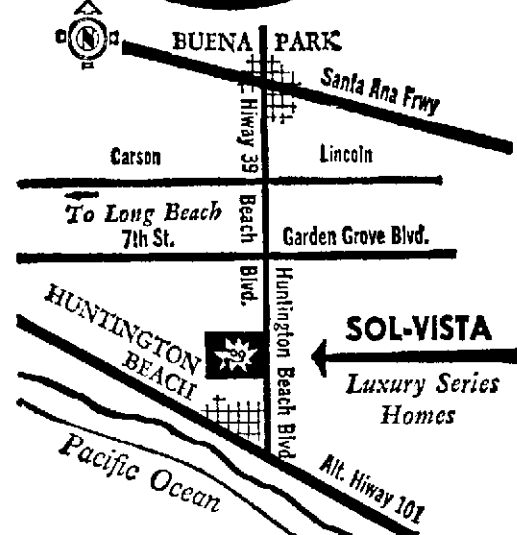 N
BUENA PARK
Santa Ana Frwy
Hiway 39
Carson
Lincoln
To Long Beach
7th St.
Beach Blvd.
Garden Grove Blvd.
HUNTINGTON
BEACH
Huntington Beach Blvd.
SOL-VISTA
Luxury Series
Homes
Pacific Ocean
Alt. Hiway 101